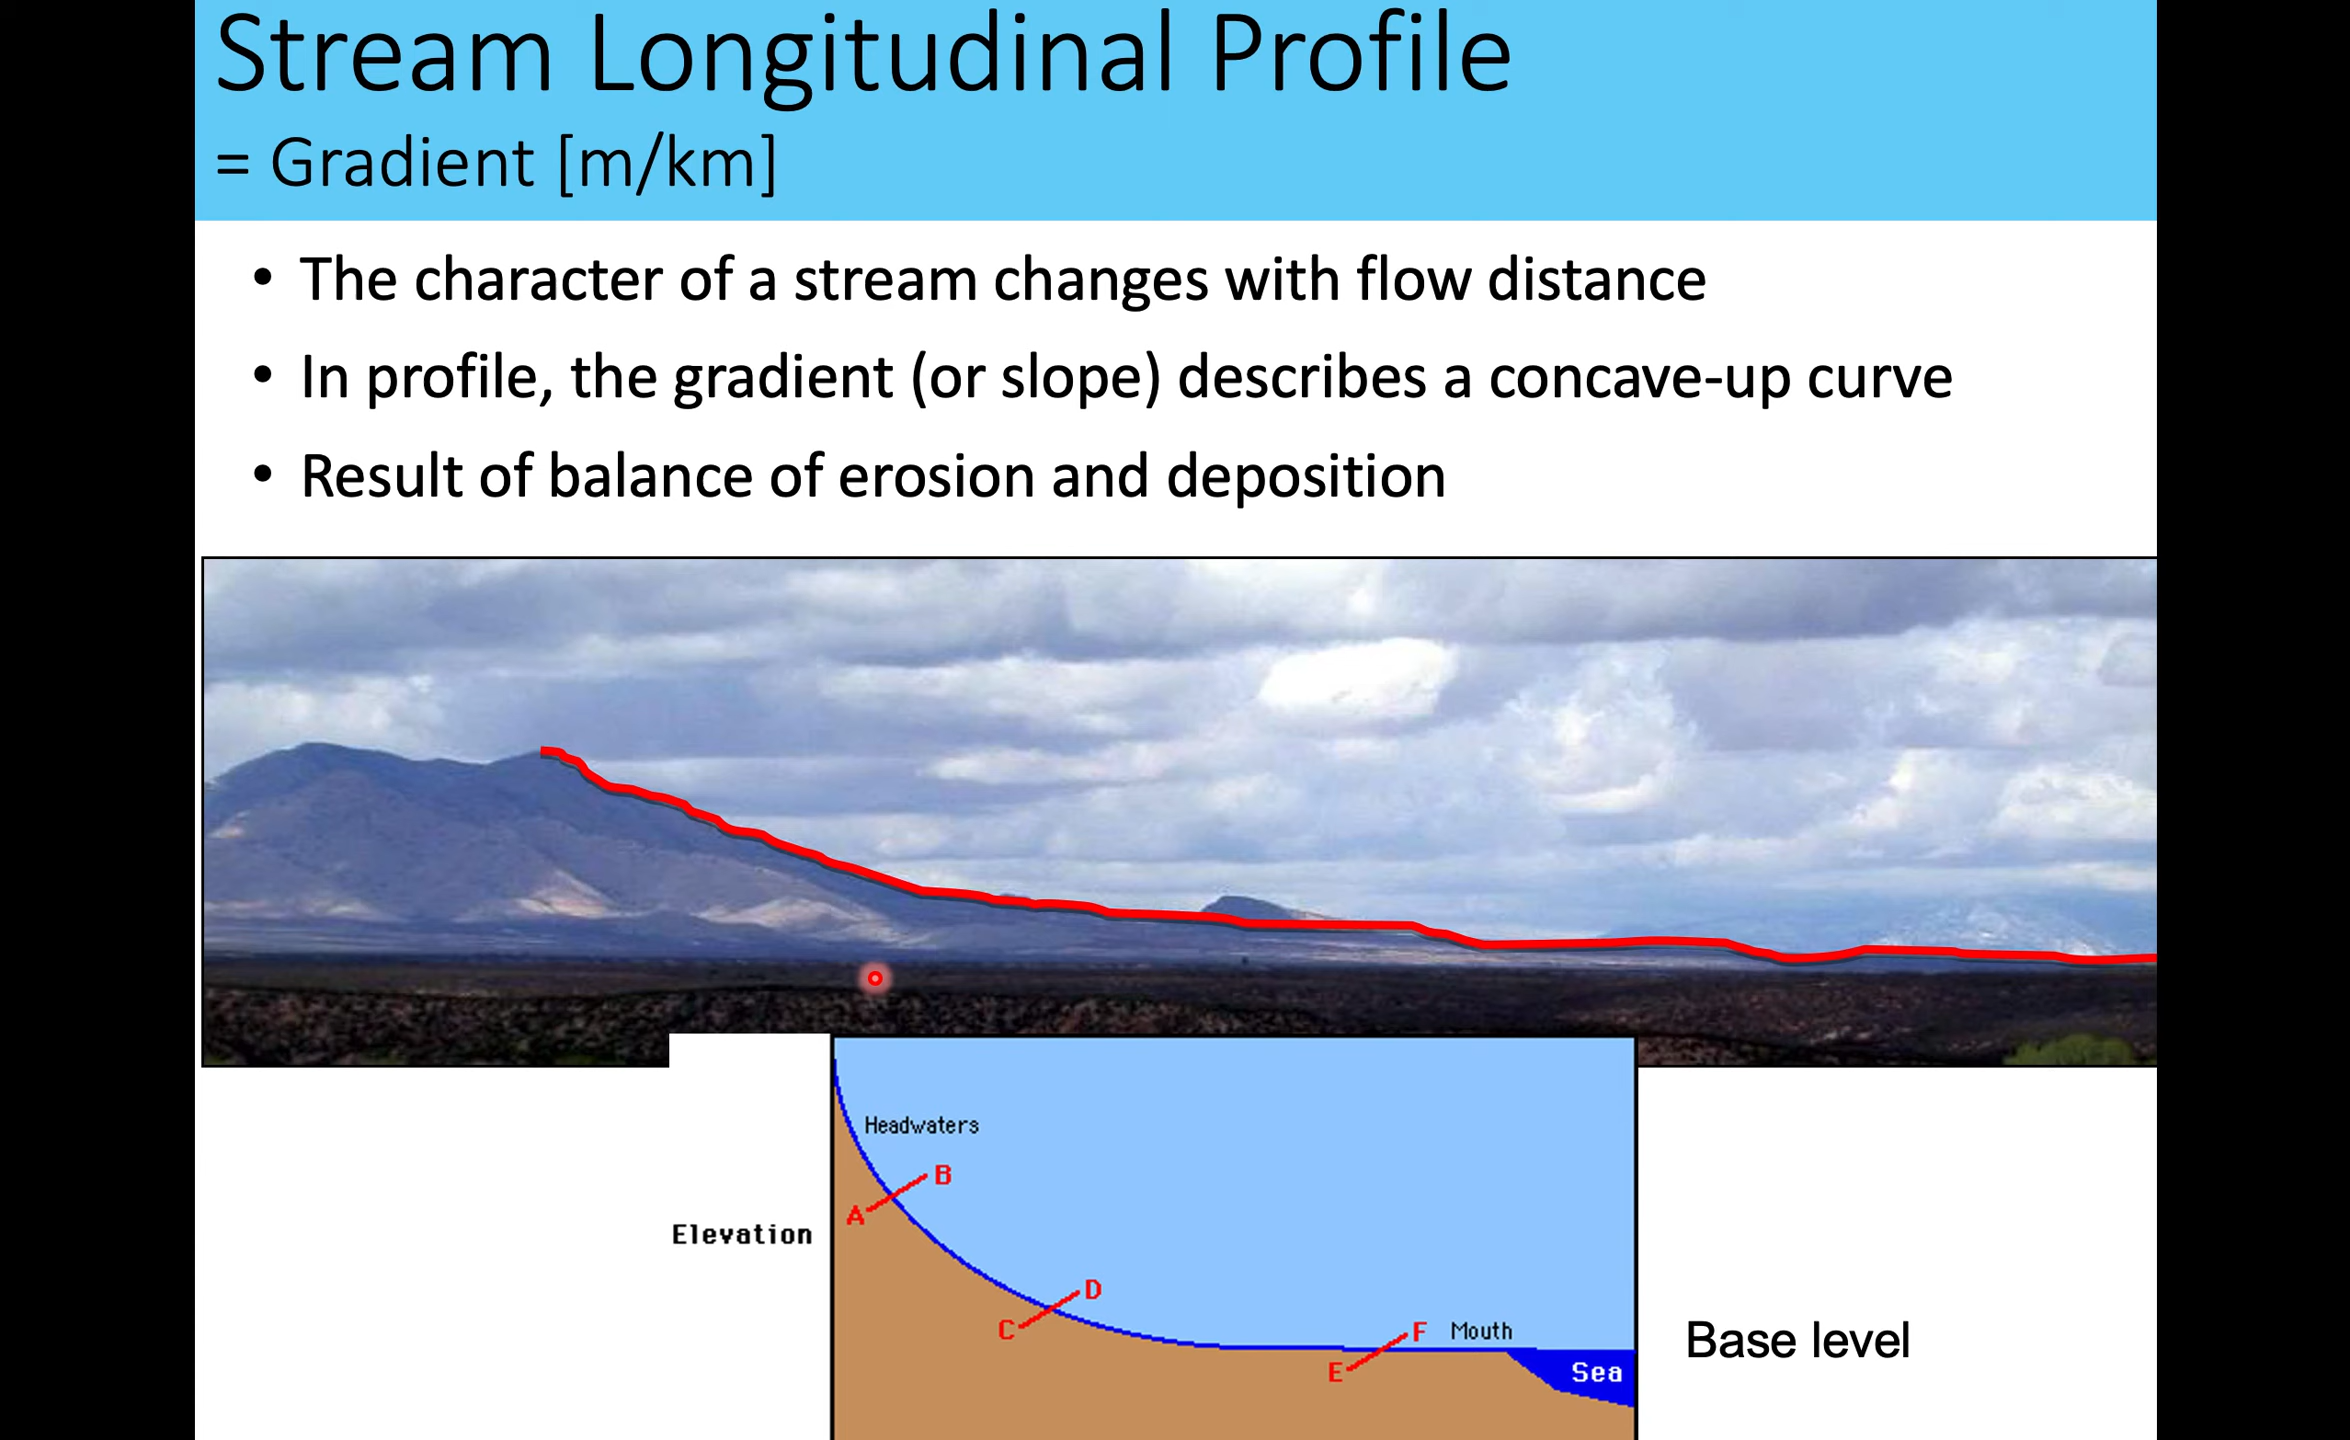 Stream Longitudinal Profile
= Gradient [m/km]
• The character of a stream changes with flow distance
• In profile, the gradient (or slope) describes a concave-up curve
• Result of balance of erosion and deposition
Headwaters
B
A
Elevation
D
C
F
Mouth
Base level
E
Sea